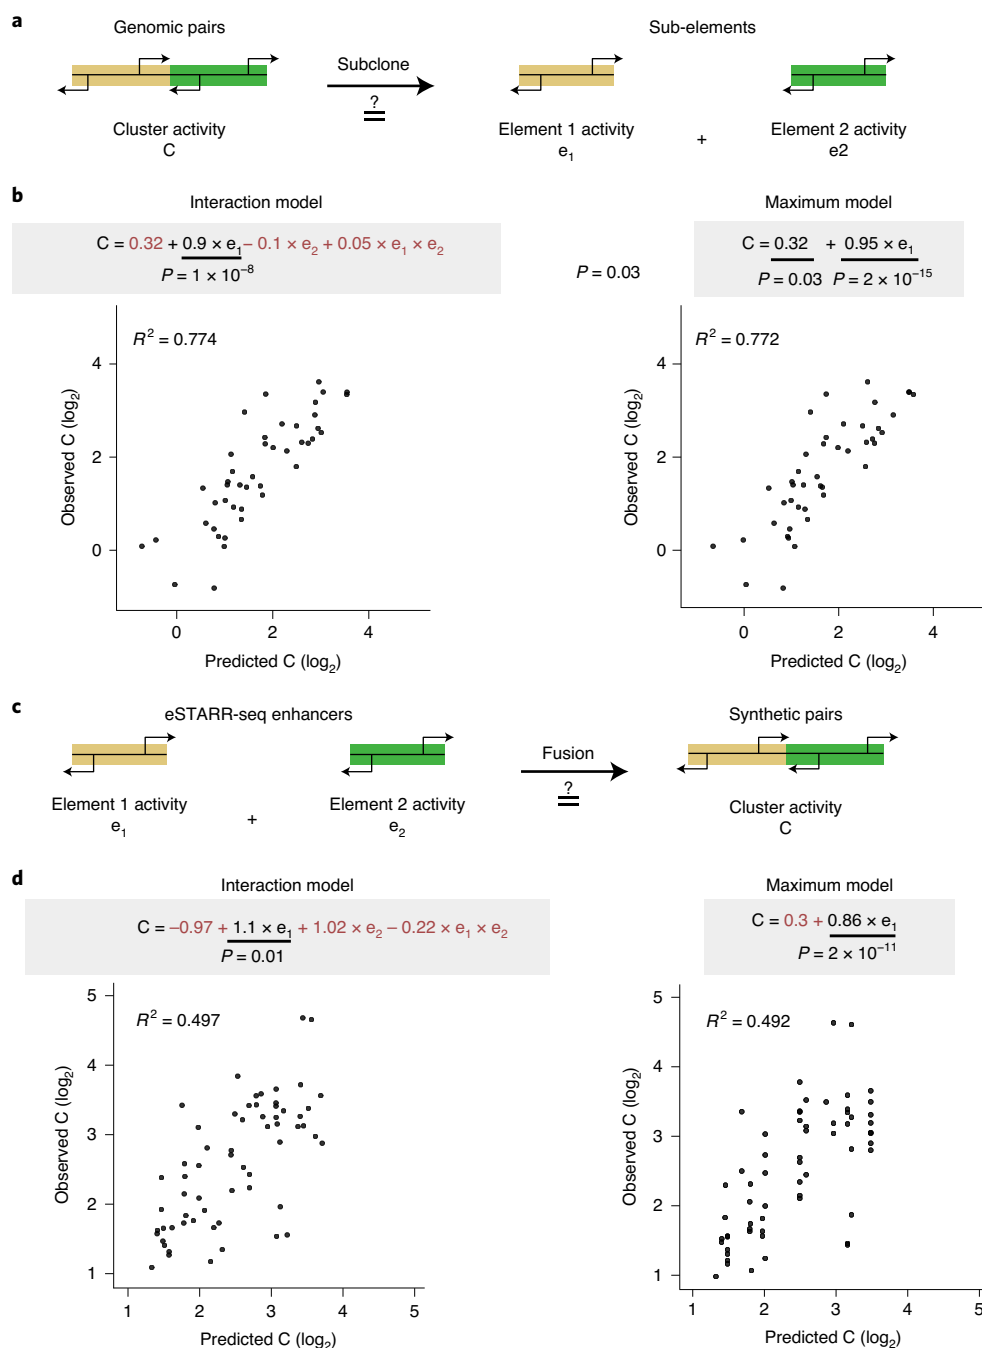 a
Genomic pairs
Sub-elements
Subclone
?
=
Cluster activity
C
Element 1 activity
e1
+
Element 2 activity
e2
b
Interaction model
C = 0.32 + 0.9 × e1 − 0.1 × e2 + 0.05 × e1 × e2
P = 1 × 10−8
P = 0.03
Maximum model
C = 0.32 + 0.95 × e1
P = 0.03 P = 2 × 10−15
R2 = 0.774
Observed C (log2)
4
2
0
0 2 4
Predicted C (log2)
R2 = 0.772
Observed C (log2)
4
2
0
0 2 4
Predicted C (log2)
c
eSTARR-seq enhancers
Synthetic pairs
Fusion
?
=
Element 1 activity
e1
+
Element 2 activity
e2
Cluster activity
C
d
Interaction model
C = −0.97 + 1.1 × e1 + 1.02 × e2 − 0.22 × e1 × e2
P = 0.01
Maximum model
C = 0.3 + 0.86 × e1
P = 2 × 10−11
R2 = 0.497
Observed C (log2)
5
4
3
2
1
1 2 3 4 5
Predicted C (log2)
R2 = 0.492
Observed C (log2)
5
4
3
2
1
1 2 3 4 5
Predicted C (log2)